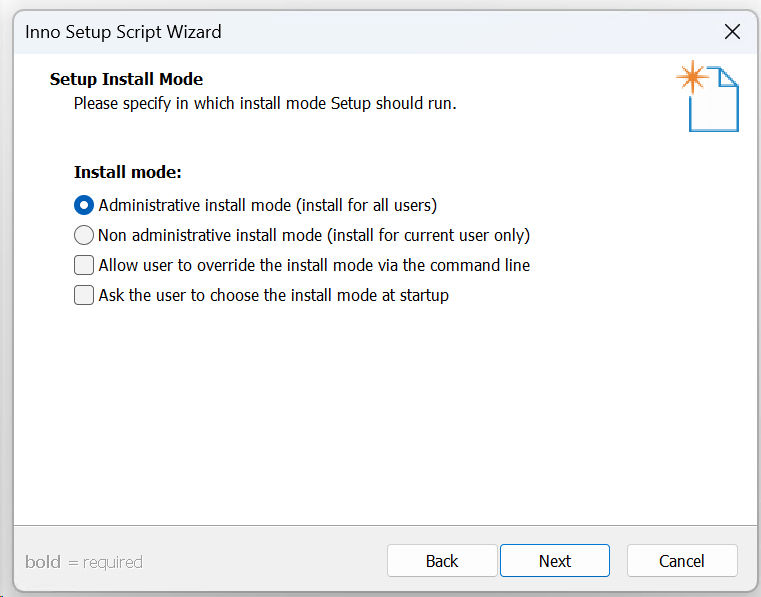 Inno Setup Script Wizard
Setup Install Mode
Please specify in which install mode Setup should run.
Install mode:
Administrative install mode (install for all users)
Non administrative install mode (install for current user only)
Allow user to override the install mode via the command line
Ask the user to choose the install mode at startup
bold = required
Back
Next
Cancel